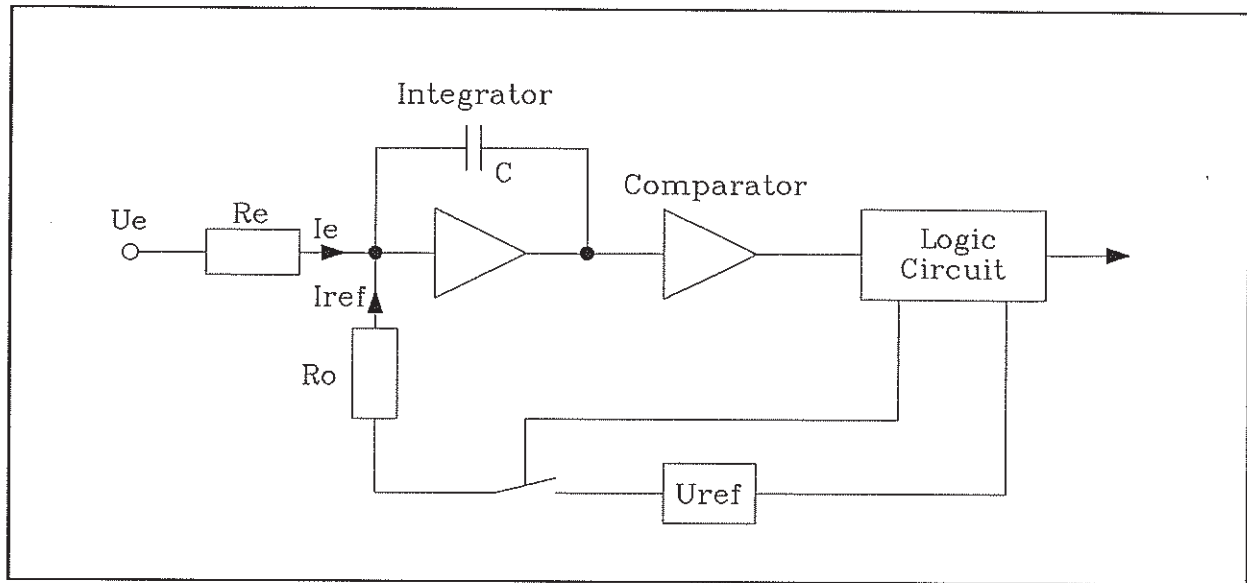 Integrator
C
Comparator
Ue
Re
Ie
Logic
Circuit
Iref
Ro
Uref